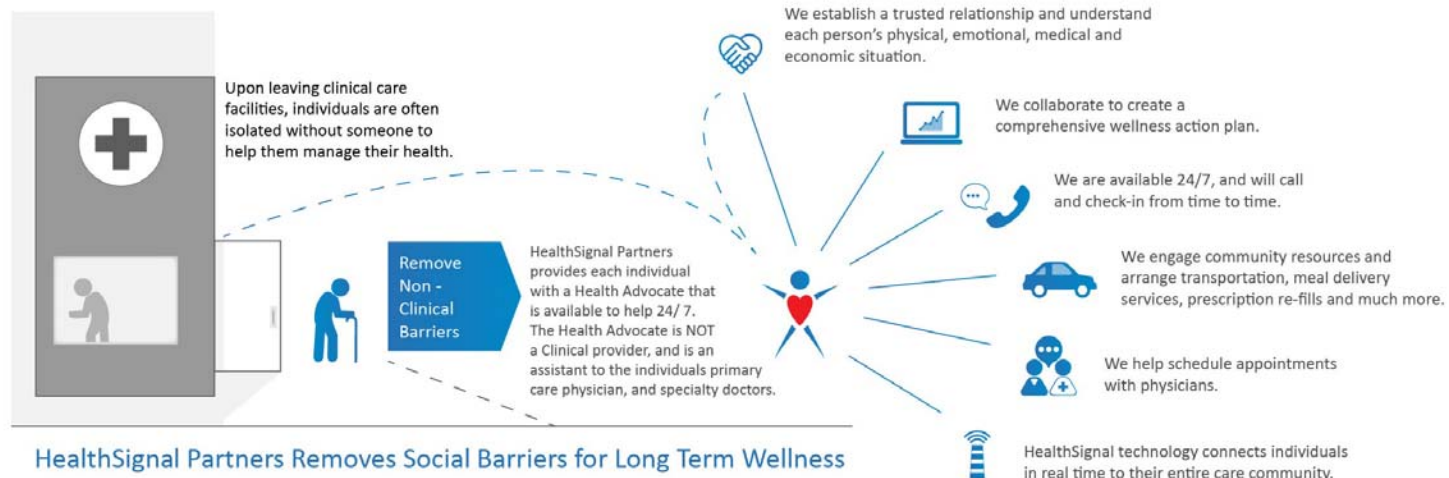 Upon leaving clinical care
facilities, individuals are often
isolated without someone to
help them manage their health.
Remove
Non -
Clinical
Barriers
HealthSignal Partners
provides each individual
with a Health Advocate that
is available to help 24/ 7.
The Health Advocate is NOT
a Clinical provider, and is an
assistant to the individuals primary
care physician, and specialty doctors.
We establish a trusted relationship and understand
each person's physical, emotional, medical and
economic situation.
We collaborate to create a
comprehensive wellness action plan.
We are available 24/7, and will call
and check-in from time to time.
We engage community resources and
arrange transportation, meal delivery
services, prescription re-fills and much more.
We help schedule appointments
with physicians.
HealthSignal technology connects individuals
in real time to their entire care community.
HealthSignal Partners Removes Social Barriers for Long Term Wellness